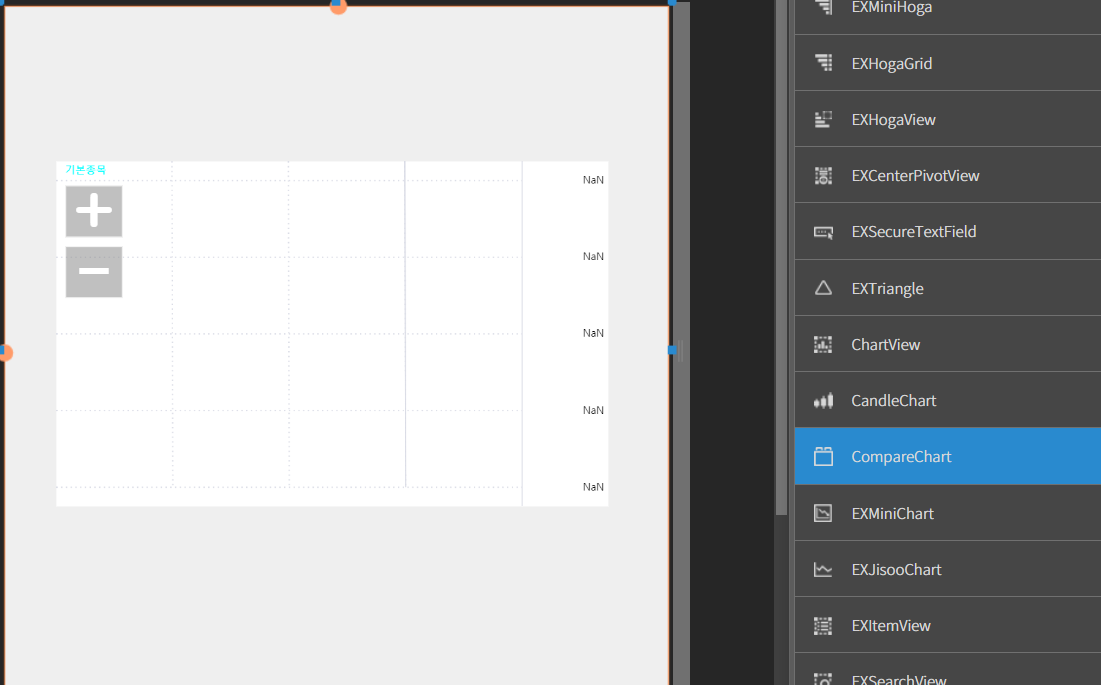 기본종목
NaN
NaN
NaN
NaN
NaN
EXMiniHoga
EXHogaGrid
EXHogaView
EXCenterPivotView
EXSecureTextField
EXTriangle
ChartView
CandleChart
CompareChart
EXMiniChart
EXJisooChart
EXItemView
EXSearchView